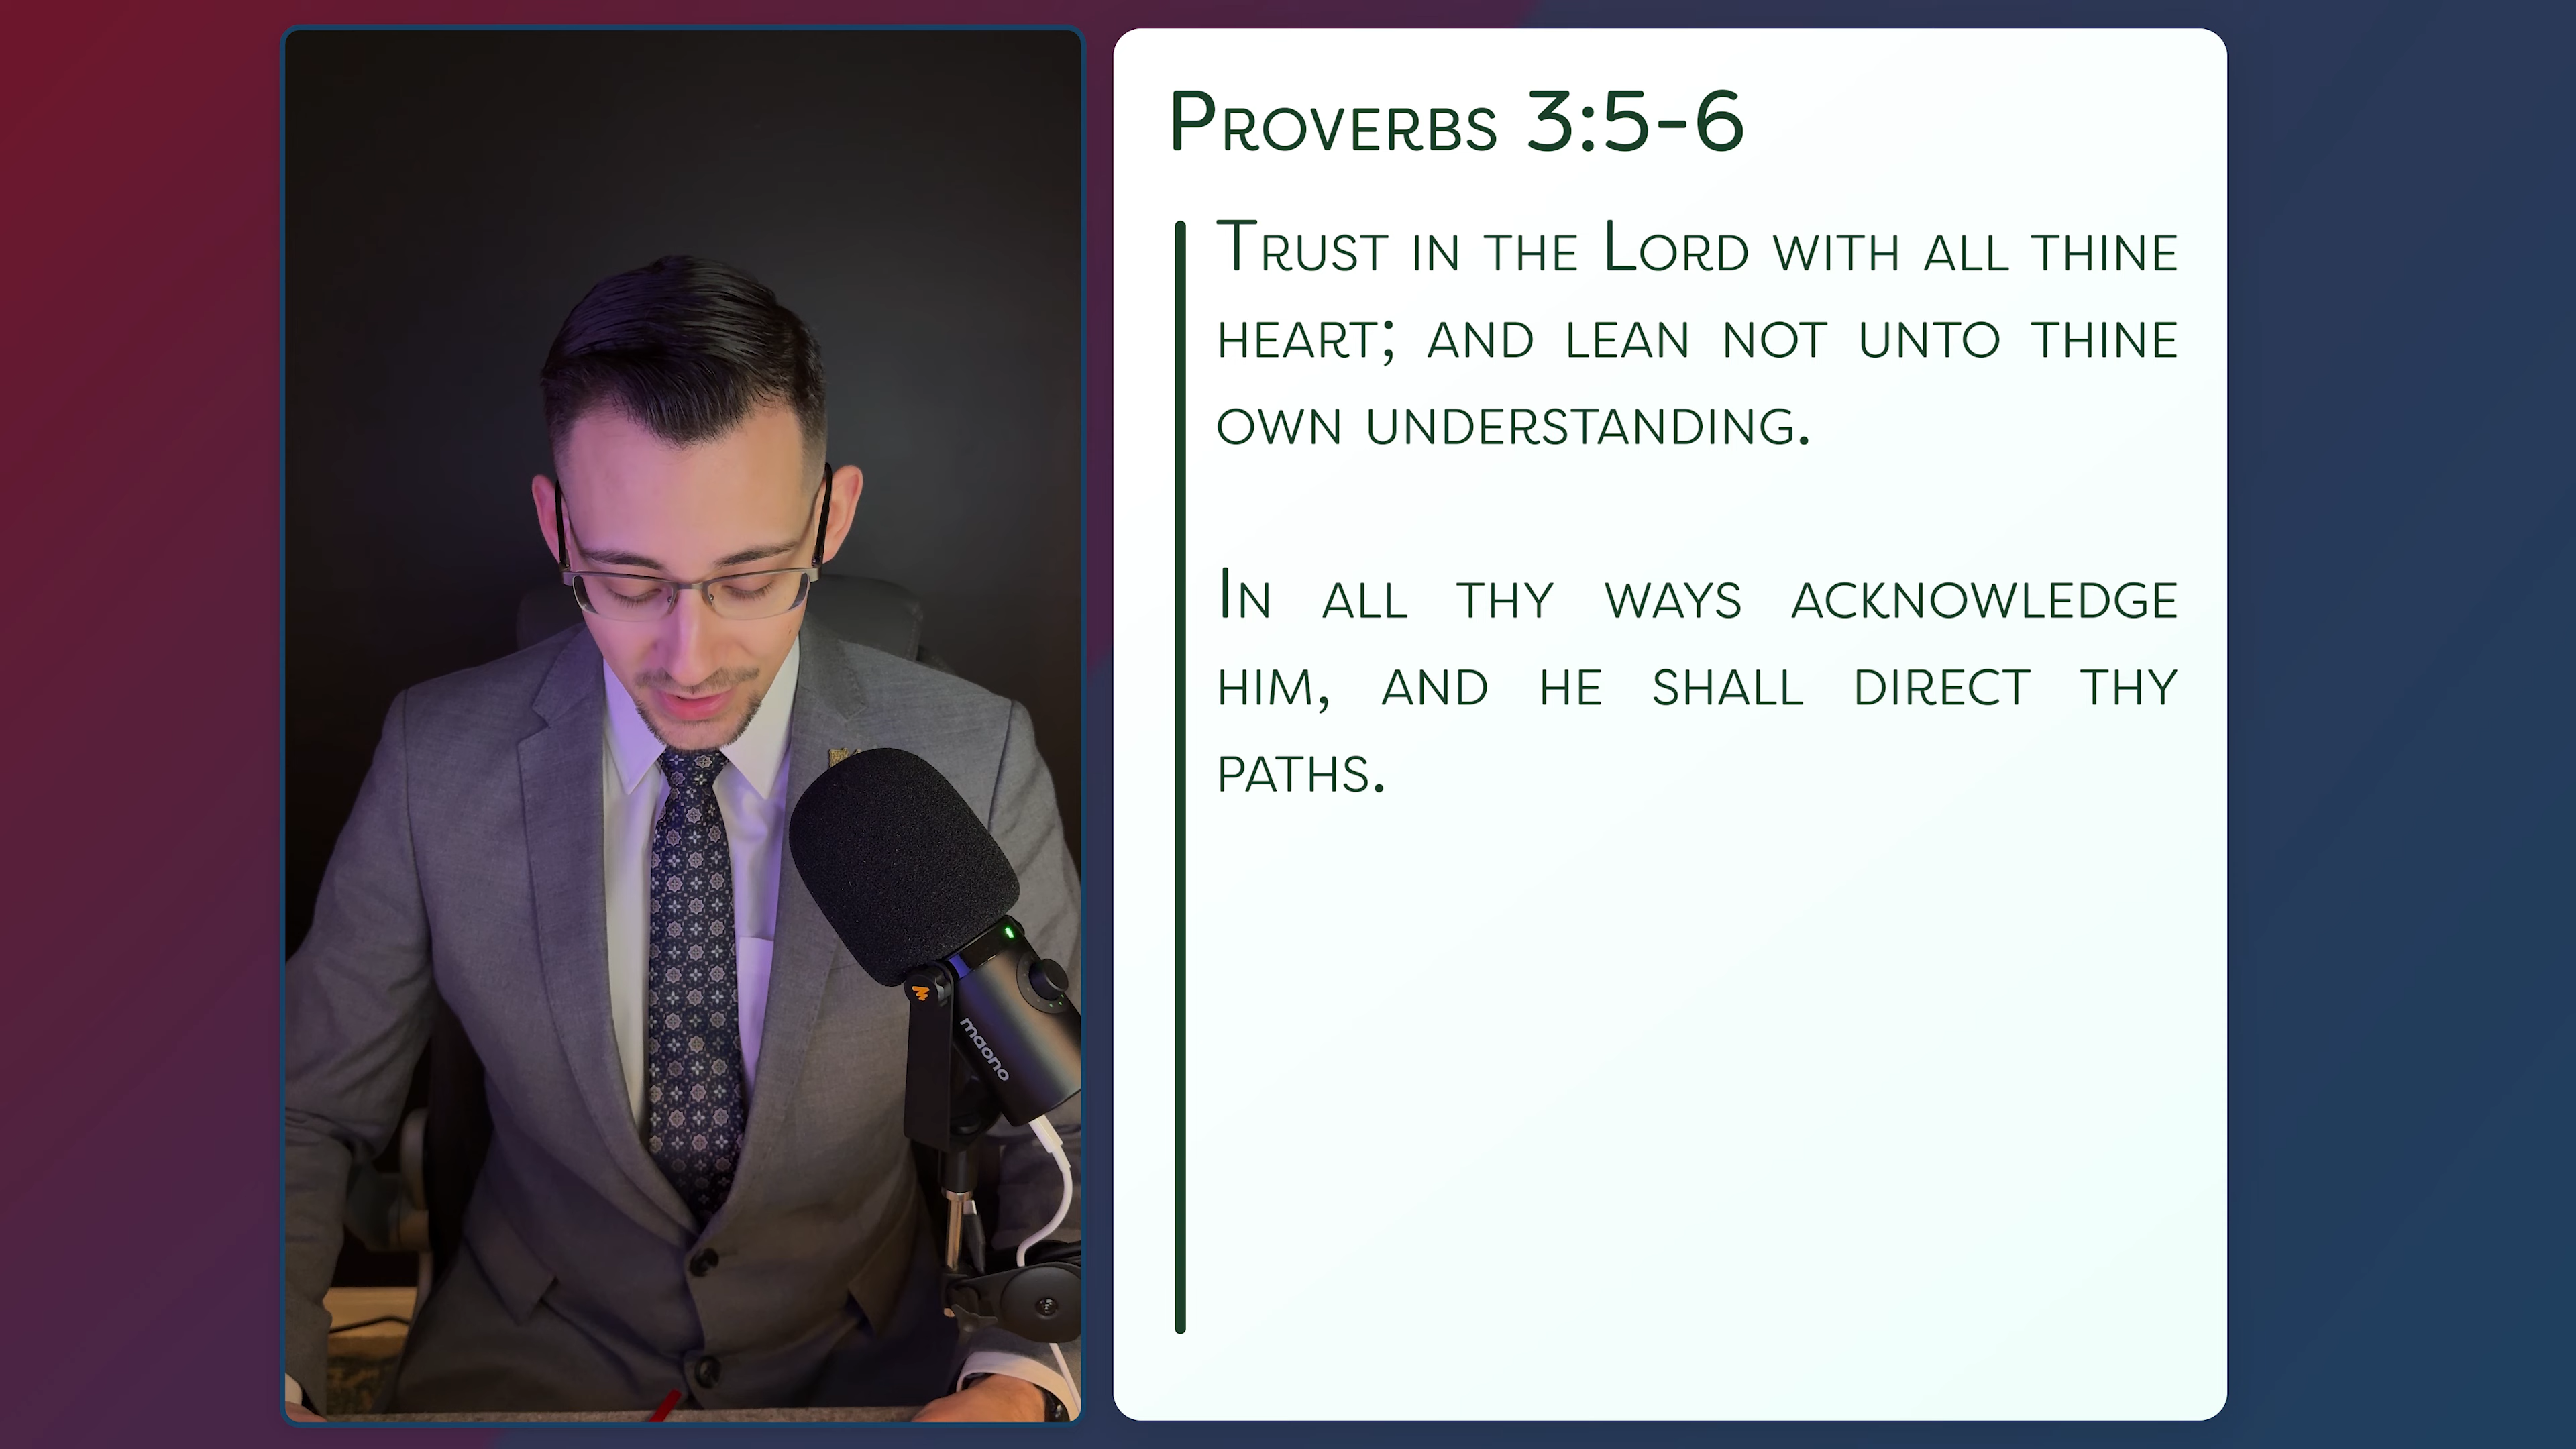 Proverbs 3:5-6
Trust in the Lord with all thine
heart; and lean not unto thine
own understanding.
In all thy ways acknowledge
him, and he shall direct thy
paths.
maono